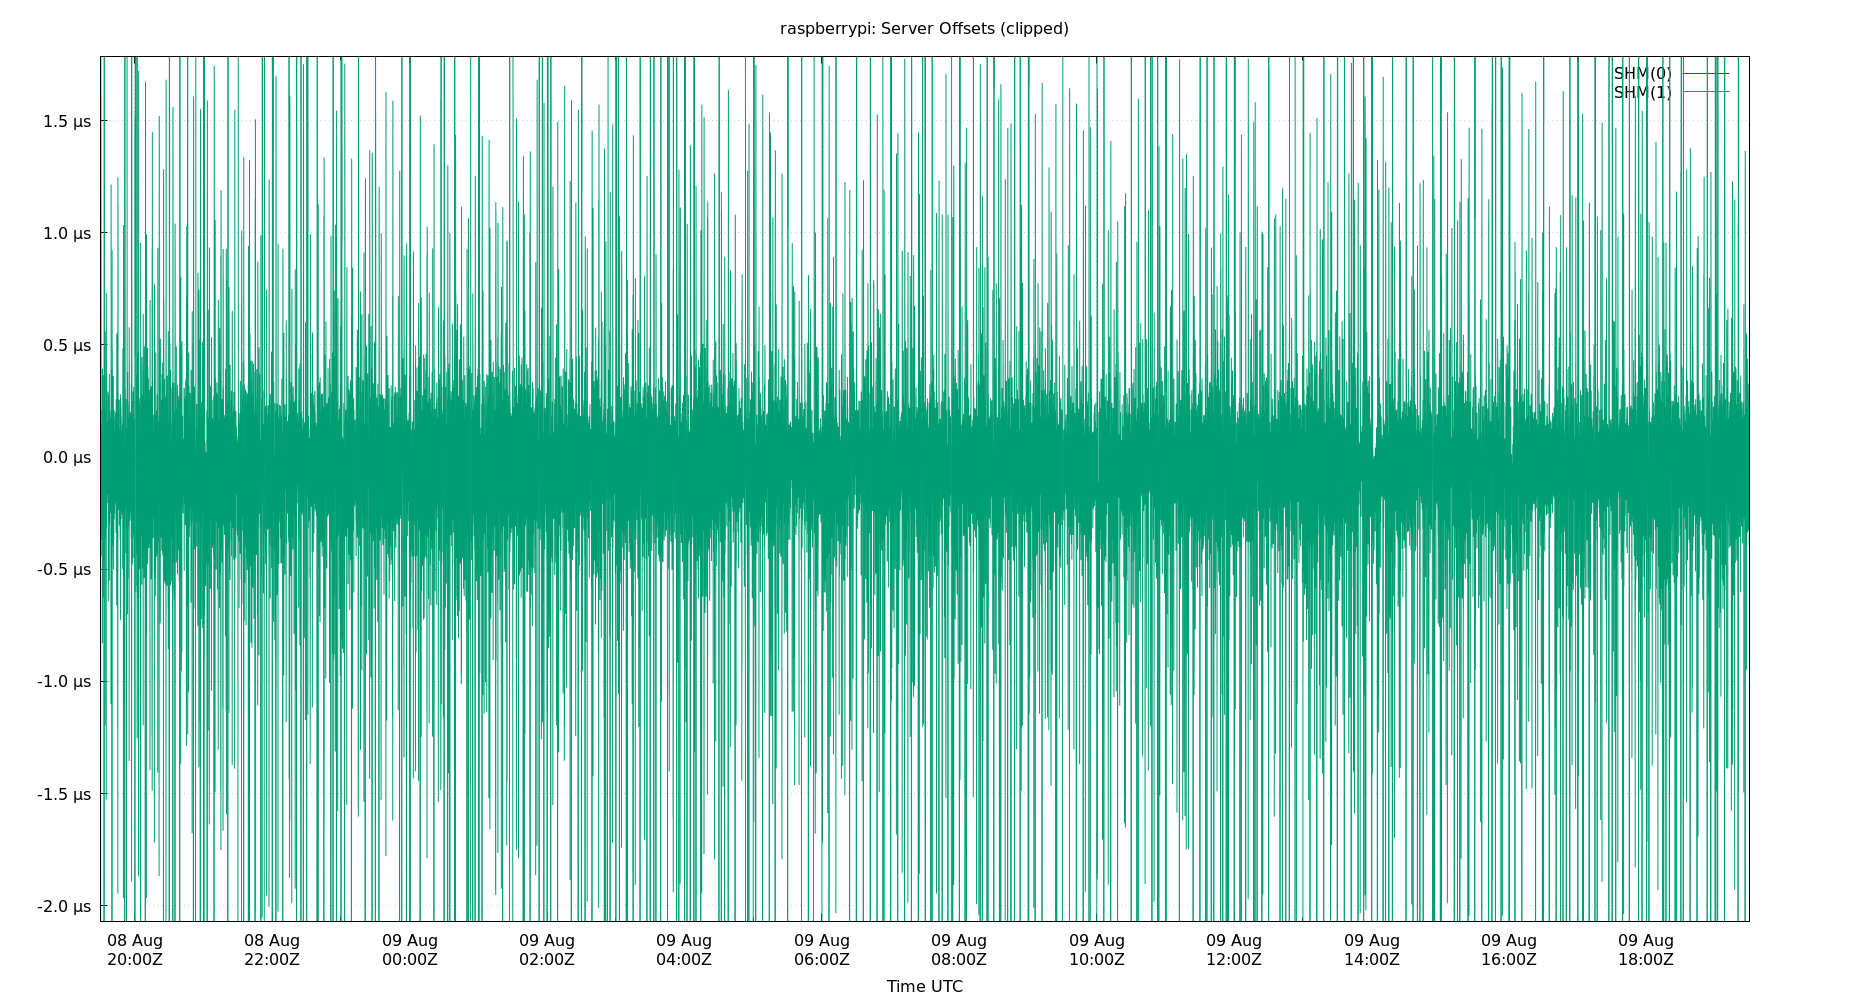 raspberrypi: Server Offsets (clipped)
SHM(0)
SHM(1)
1.5 µs
1.0 µs
0.5 µs
0.0 µs
-0.5 µs
-1.0 µs
-1.5 µs
-2.0 µs
08 Aug 08 Aug 09 Aug 09 Aug 09 Aug 09 Aug 09 Aug 09 Aug 09 Aug 09 Aug 09 Aug 09 Aug
20:00Z 22:00Z 00:00Z 02:00Z 04:00Z 06:00Z 08:00Z 10:00Z 12:00Z 14:00Z 16:00Z 18:00Z
Time UTC